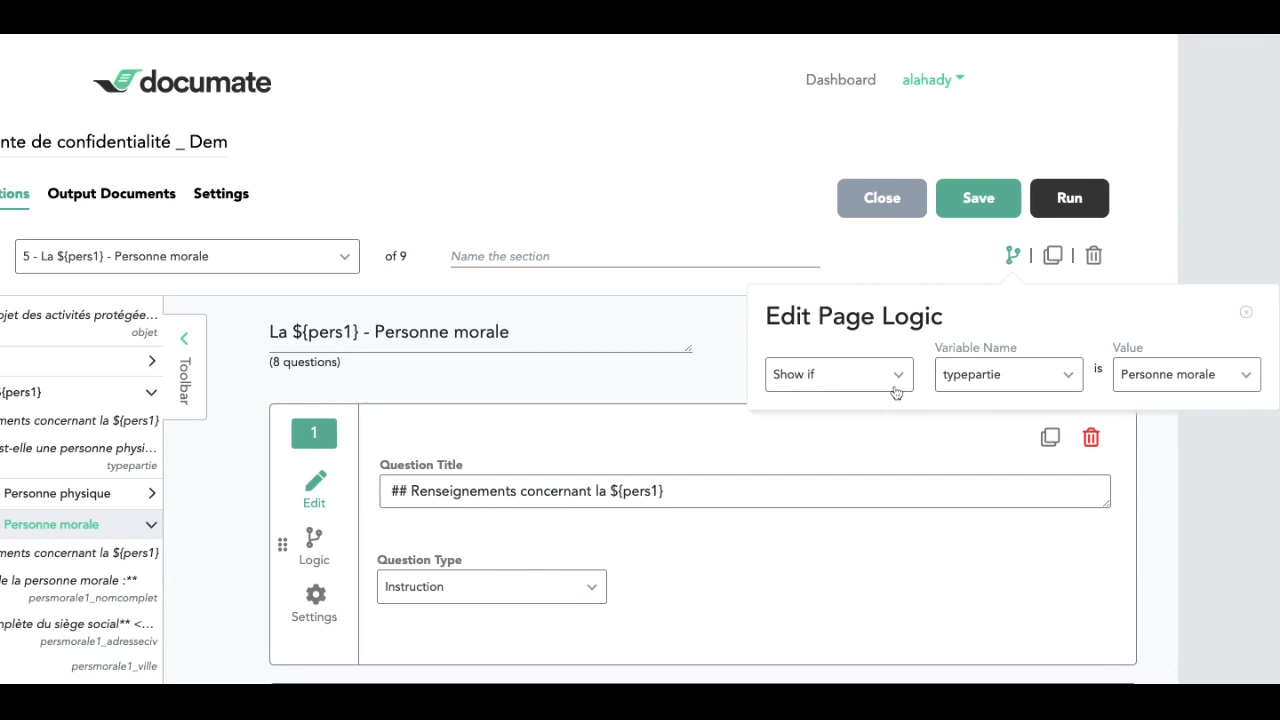 documate
Dashboard
alahady
nte de confidentialité _ Dem
tions
Output Documents
Settings
Close
Save
Run
5 - La ${pers1} - Personne morale
of 9
Name the section
jet des activités protégée...
objet
Toolbar
${pers1}
ments concernant la ${pers1}
st-elle une personne physi...
typepartie
Personne physique
Personne morale
ments concernant la ${pers1}
e la personne morale :**
persmorale1_nomcomplet
mplète du siège social** <...
persmorale1_adresseciv
persmorale1_ville
La ${pers1} - Personne morale
(8 questions)
Edit Page Logic
Variable Name
Value
Show if
typepartie
is
Personne morale
1
Edit
Logic
Settings
Question Title
## Renseignements concernant la ${pers1}
Question Type
Instruction